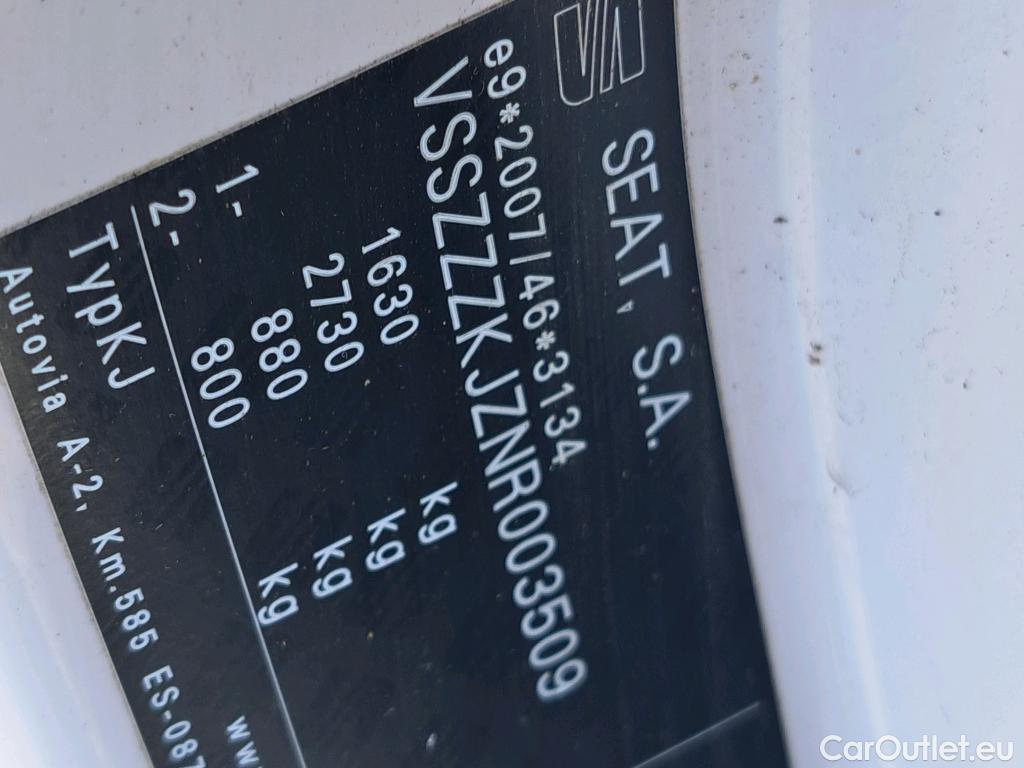 SEAT, S.A.
e9*2007/46*3134
VSSZZZKJZNR003509
1630 kg
2730 kg
1- 880 kg
2- 800 kg
TypKJ
Autovia A-2, Km.585 ES-087
CarOutlet.eu